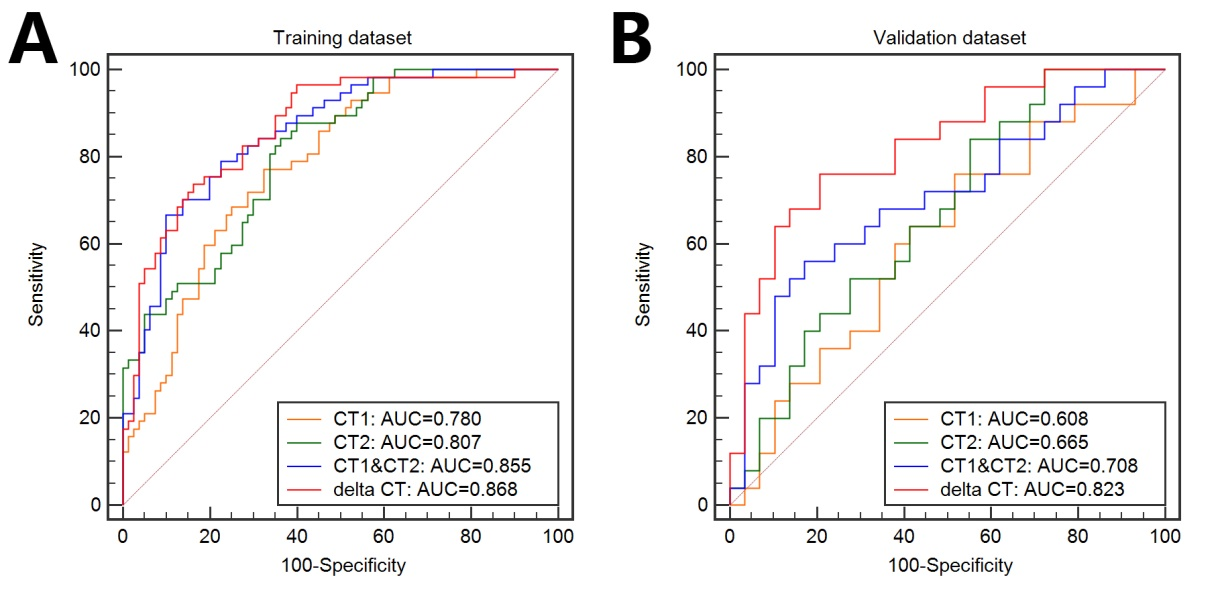 A
Training dataset
100
80
60
40
20
0
Sensitivity
CT1: AUC=0.780
CT2: AUC=0.807
CT1&CT2: AUC=0.855
delta CT: AUC=0.868
0 20 40 60 80 100
100-Specificity
B
Validation dataset
100
80
60
40
20
0
Sensitivity
CT1: AUC=0.608
CT2: AUC=0.665
CT1&CT2: AUC=0.708
delta CT: AUC=0.823
0 20 40 60 80 100
100-Specificity